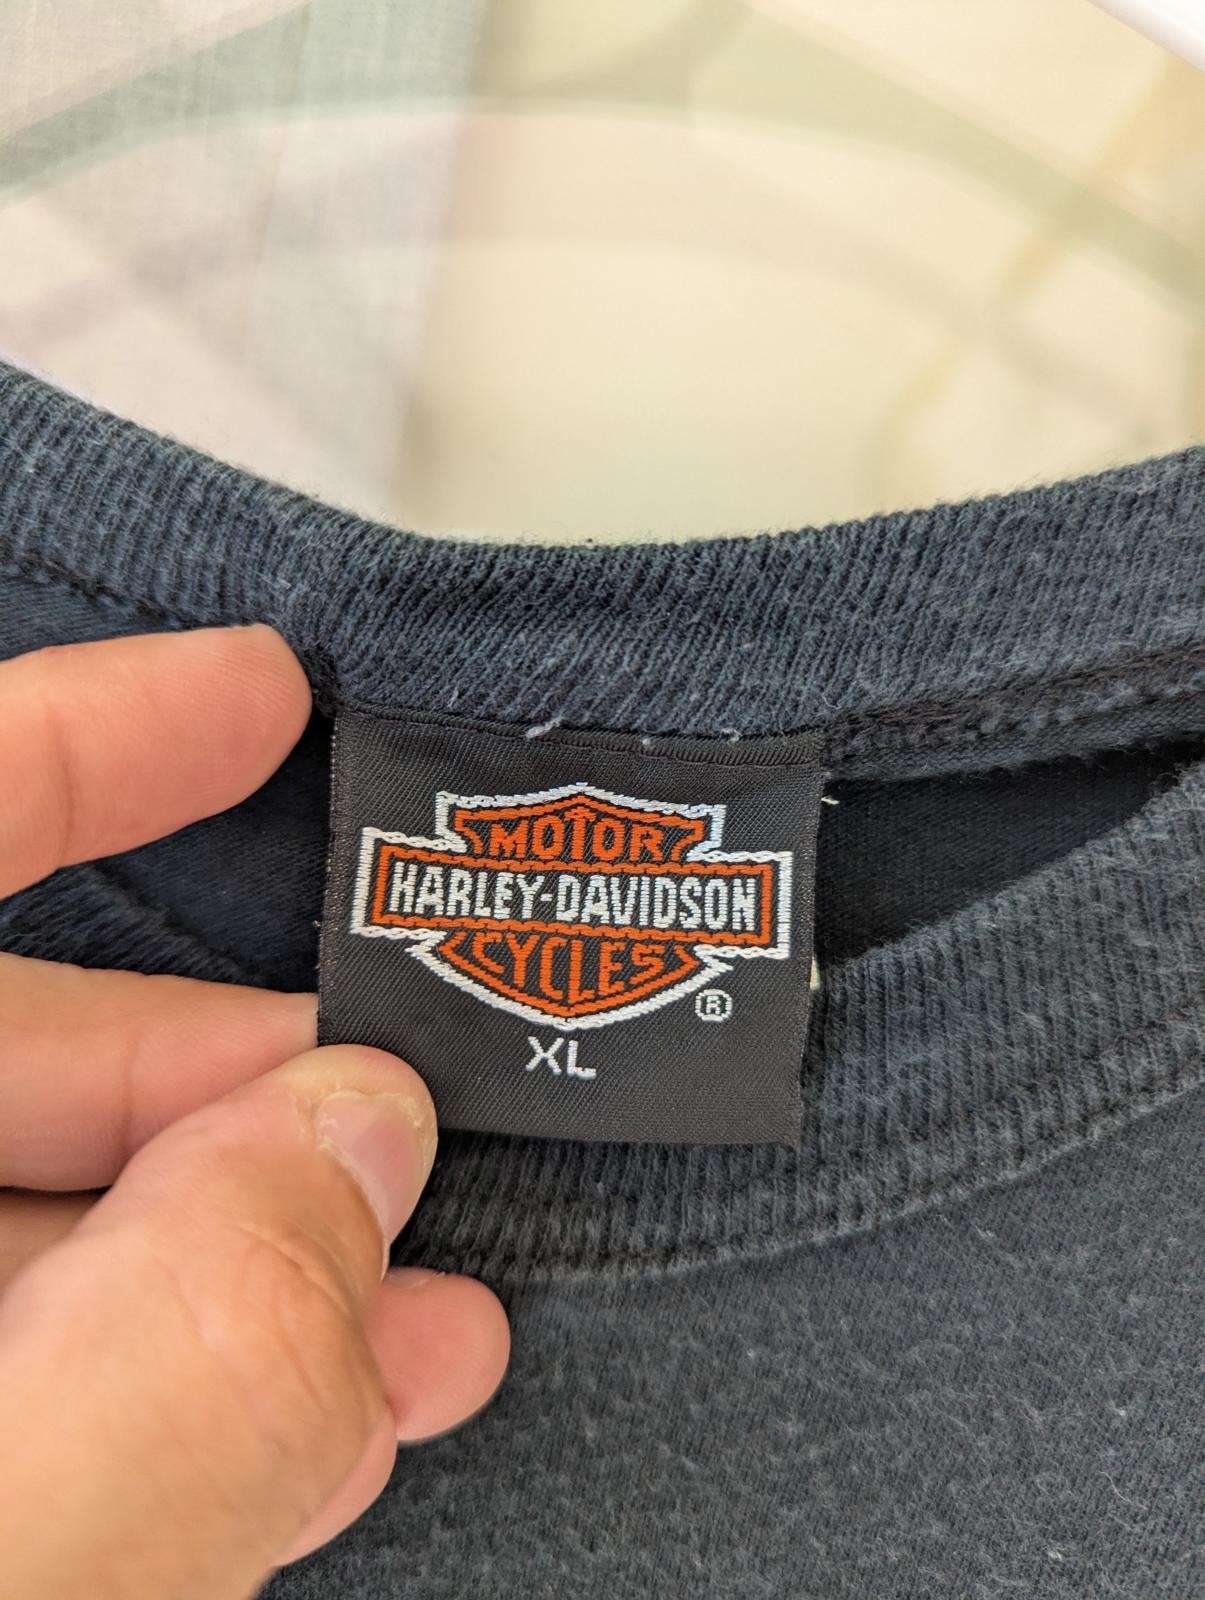 MOTOR
HARLEY-DAVIDSON
CYCLES
®
XL